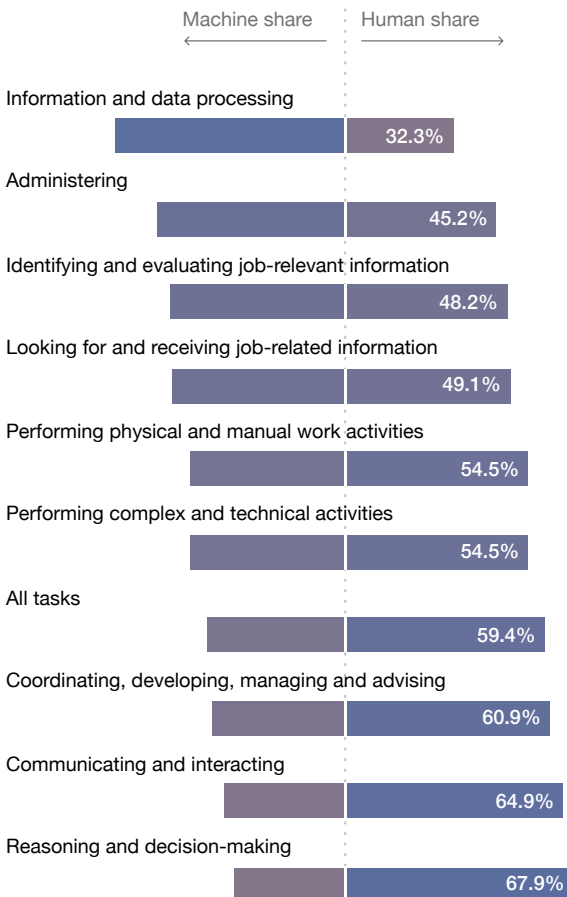 Machine share Human share
Information and data processing
32.3%
Administering
45.2%
Identifying and evaluating job-relevant information
48.2%
Looking for and receiving job-related information
49.1%
Performing physical and manual work activities
54.5%
Performing complex and technical activities
54.5%
All tasks
59.4%
Coordinating, developing, managing and advising
60.9%
Communicating and interacting
64.9%
Reasoning and decision-making
67.9%